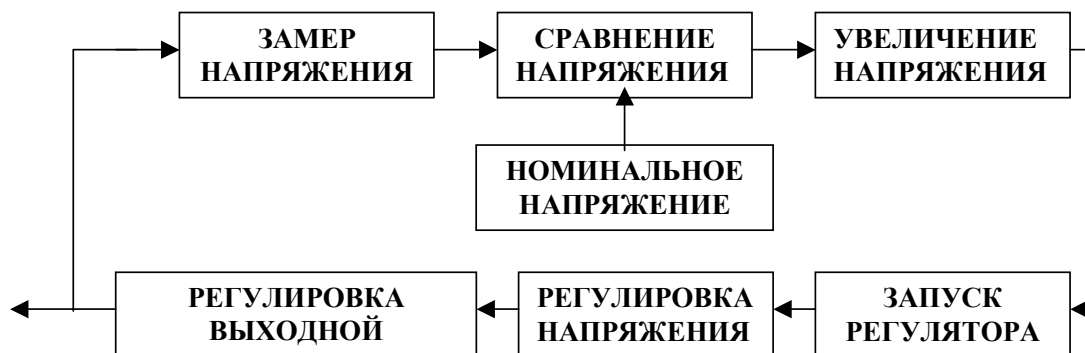 ЗАМЕР
НАПРЯЖЕНИЯ
СРАВНЕНИЕ
НАПРЯЖЕНИЯ
УВЕЛИЧЕНИЕ
НАПРЯЖЕНИЯ
НОМИНАЛЬНОЕ
НАПРЯЖЕНИЕ
РЕГУЛИРОВКА
ВЫХОДНОЙ
РЕГУЛИРОВКА
НАПРЯЖЕНИЯ
ЗАПУСК
РЕГУЛЯТОРА